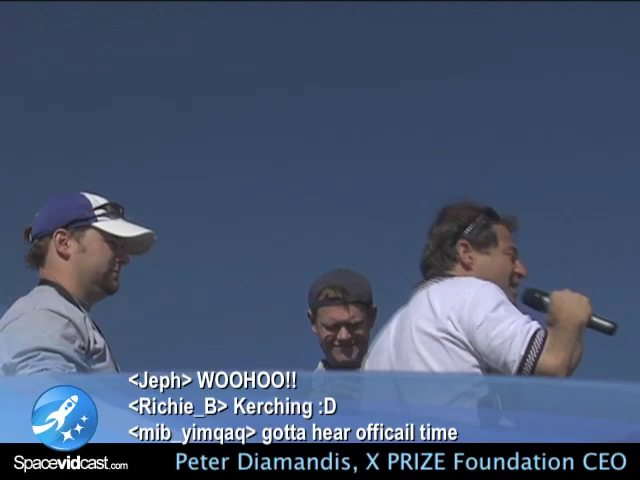 <Jeph> WOOHOO!!
<Richie_B> Kerching :D
<mib_yimqaq> gotta hear officail time
Spacevidcast.com
Peter Diamandis, X PRIZE Foundation CEO